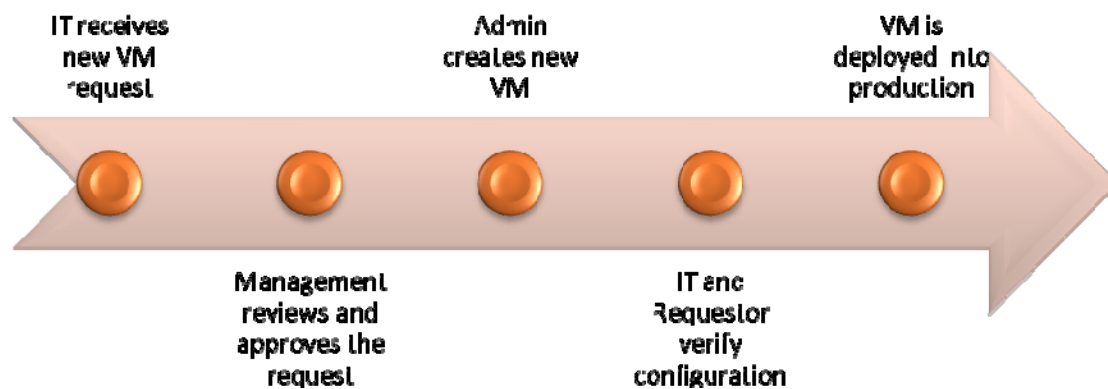 IT receives
new VM
request
Management
reviews and
approves the
request
Admin
creates new
VM
IT and
Requestor
verify
configuration
VM is
deployed into
production